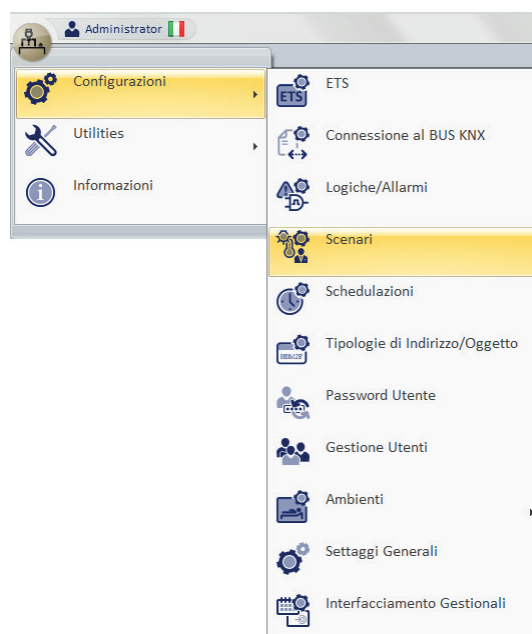 Administrator
Configurazioni
Utilities
Informazioni
ETS
ETS
Connessione al BUS KNX
Logiche/Allarmi
Scenari
Schedulazioni
Tipologie di Indirizzo/Oggetto
Password Utente
Gestione Utenti
Ambienti
Settaggi Generali
Interfacciamento Gestionali